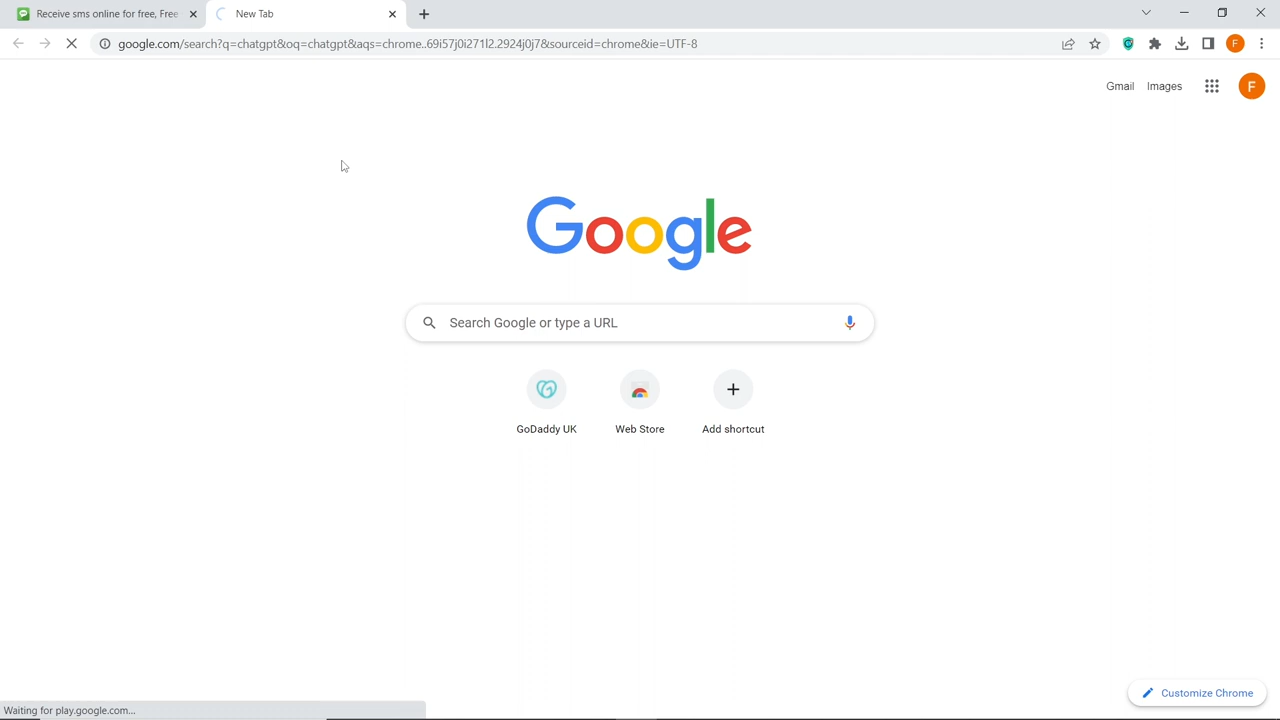 Receive sms online for free, Free
New Tab
google.com/search?q=chatgpt&oq=chatgpt&aqs=chrome..69i57j0i271l2.2924j0j7&sourceid=chrome&ie=UTF-8
F
Gmail
Images
F
Google
Search Google or type a URL
GoDaddy UK
Web Store
Add shortcut
Customize Chrome
Waiting for play.google.com...